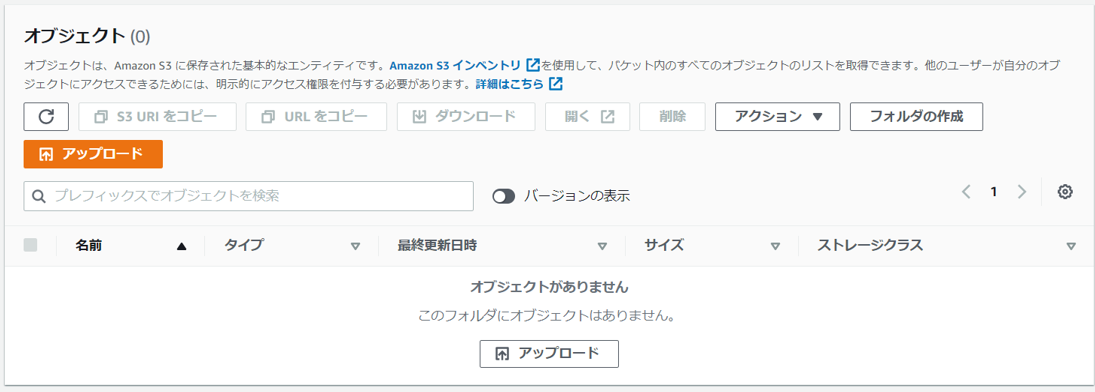 オブジェクト (0)
オブジェクトは、Amazon S3 に保存された基本的なエンティティです。Amazon S3 インベントリ を使用して、バケット内のすべてのオブジェクトのリストを取得できます。他のユーザーが自分のオブ
ジェクトにアクセスできるためには、明示的にアクセス権限を付与する必要があります。詳細はこちら
S3 URI をコピー URL をコピー ダウンロード 開く 削除 アクション フォルダの作成
アップロード
プレフィックスでオブジェクトを検索 バージョンの表示 1
名前 タイプ 最終更新日時 サイズ ストレージクラス
オブジェクトがありません
このフォルダにオブジェクトはありません。
アップロード